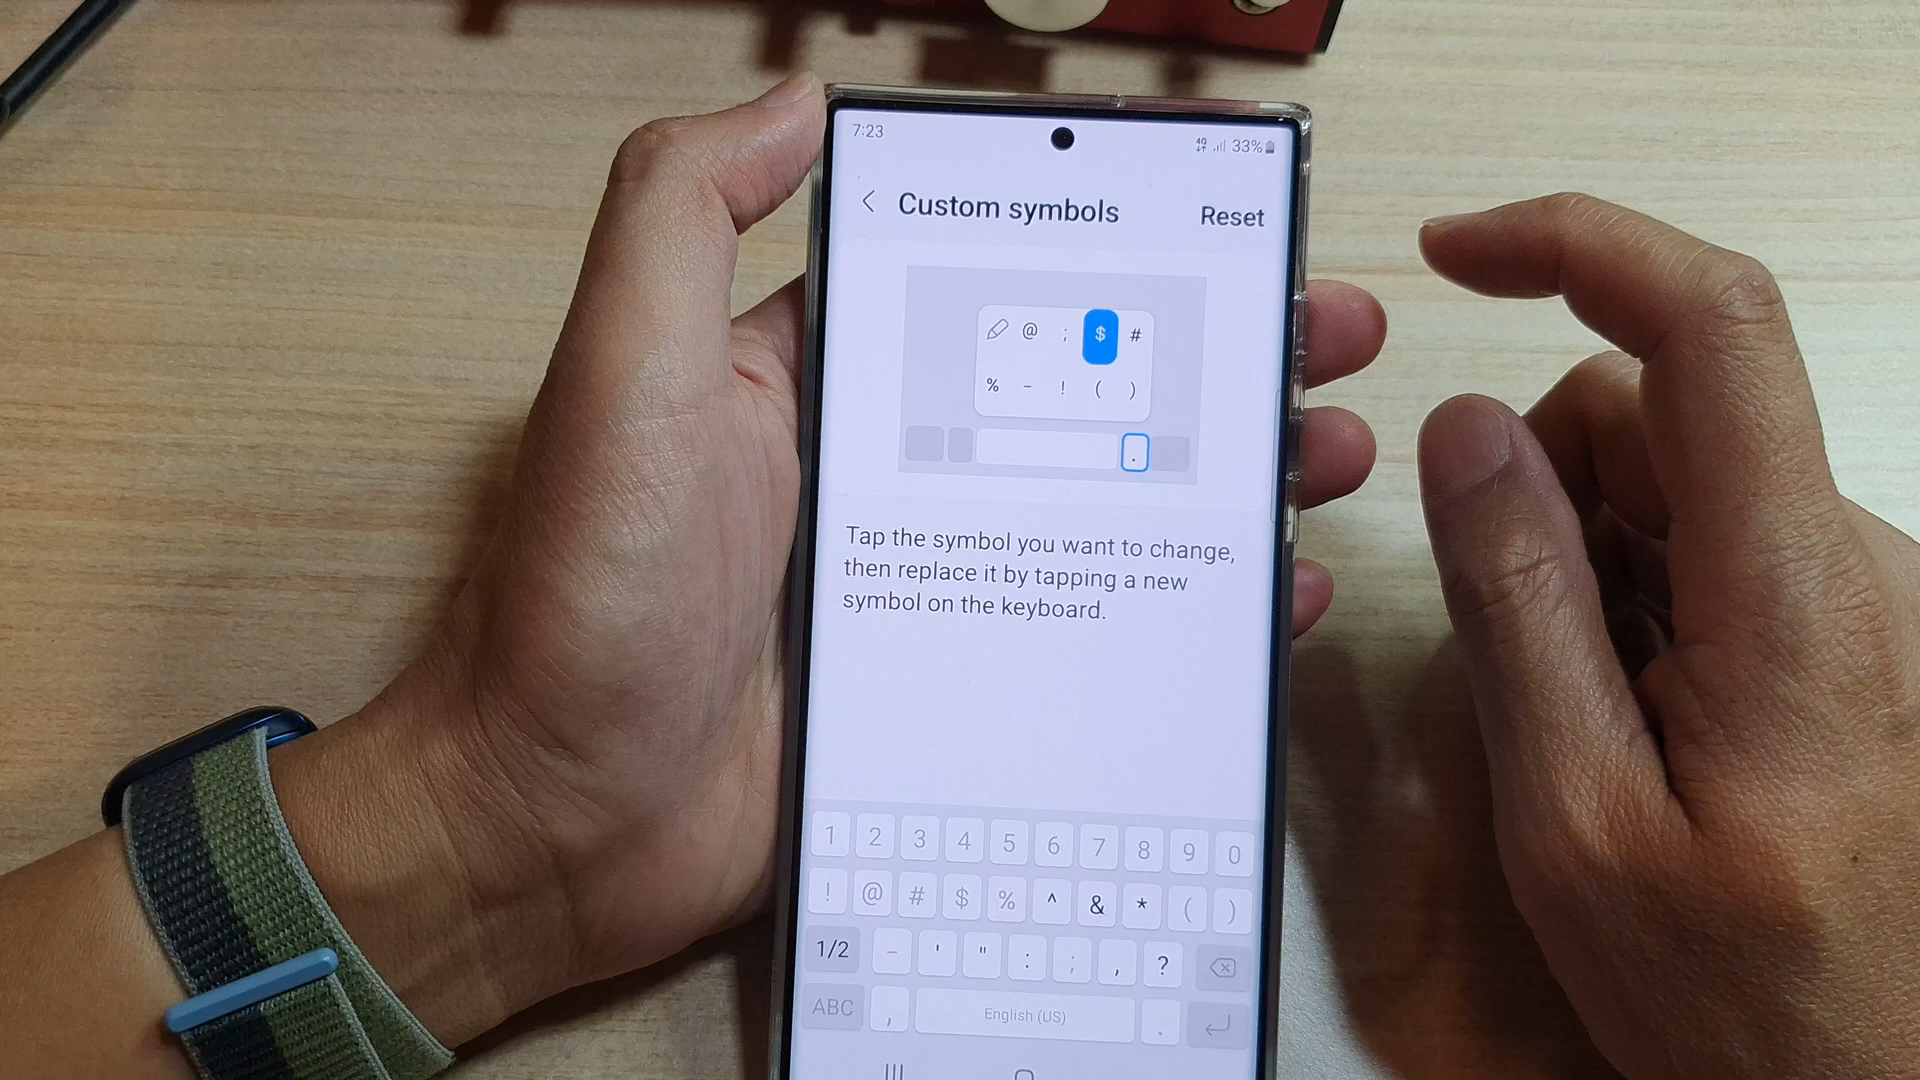 7:23 4G 33%
Custom symbols Reset
@ ; $ #
% - ! ( )
.
Tap the symbol you want to change,
then replace it by tapping a new
symbol on the keyboard.
1 2 3 4 5 6 7 8 9 0
! @ # $ % ^ & * ( )
1/2 - ' " : ; , ?
ABC , English (US) .